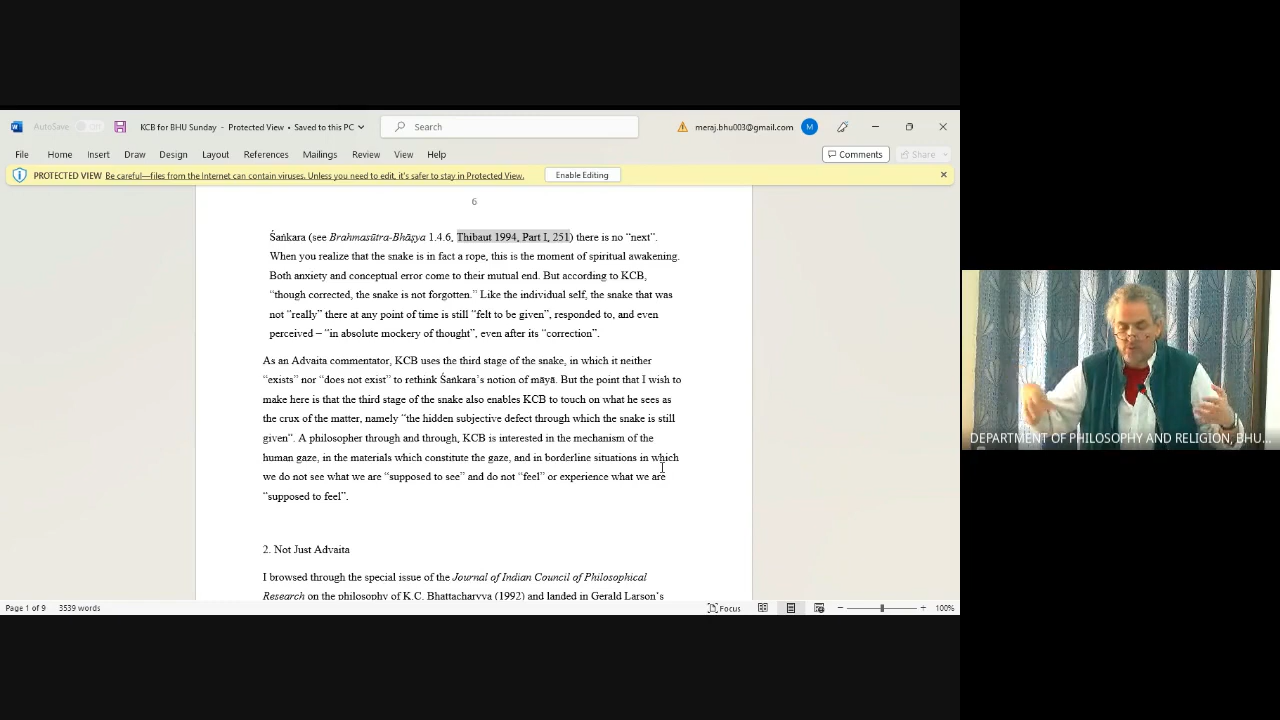 AutoSave
KCB for BHU Sunday - Protected View • Saved to this PC
Search
meraj.bhu003@gmail.com
M
File Home Insert Draw Design Layout References Mailings Review View Help
Comments
Share
PROTECTED VIEW Be careful—files from the Internet can contain viruses. Unless you need to edit, it's safer to stay in Protected View.
Enable Editing
6
Śaṅkara (see Brahmasūtra-Bhāṣya 1.4.6, Thibaut 1994, Part I, 251) there is no “next”.
When you realize that the snake is in fact a rope, this is the moment of spiritual awakening.
Both anxiety and conceptual error come to their mutual end. But according to KCB,
“though corrected, the snake is not forgotten.” Like the individual self, the snake that was
not “really” there at any point of time is still “felt to be given”, responded to, and even
perceived – “in absolute mockery of thought”, even after its “correction”.
As an Advaita commentator, KCB uses the third stage of the snake, in which it neither
“exists” nor “does not exist” to rethink Śaṅkara’s notion of māyā. But the point that I wish to
make here is that the third stage of the snake also enables KCB to touch on what he sees as
the crux of the matter, namely “the hidden subjective defect through which the snake is still
given”. A philosopher through and through, KCB is interested in the mechanism of the
human gaze, in the materials which constitute the gaze, and in borderline situations in which
we do not see what we are “supposed to see” and do not “feel” or experience what we are
“supposed to feel”.
2. Not Just Advaita
I browsed through the special issue of the Journal of Indian Council of Philosophical
Research on the philosophy of K.C. Bhattacharyya (1992) and landed in Gerald Larson’s
Page 1 of 9 3539 words
Focus
100%
DEPARTMENT OF PHILOSOPHY AND RELIGION, BHU...